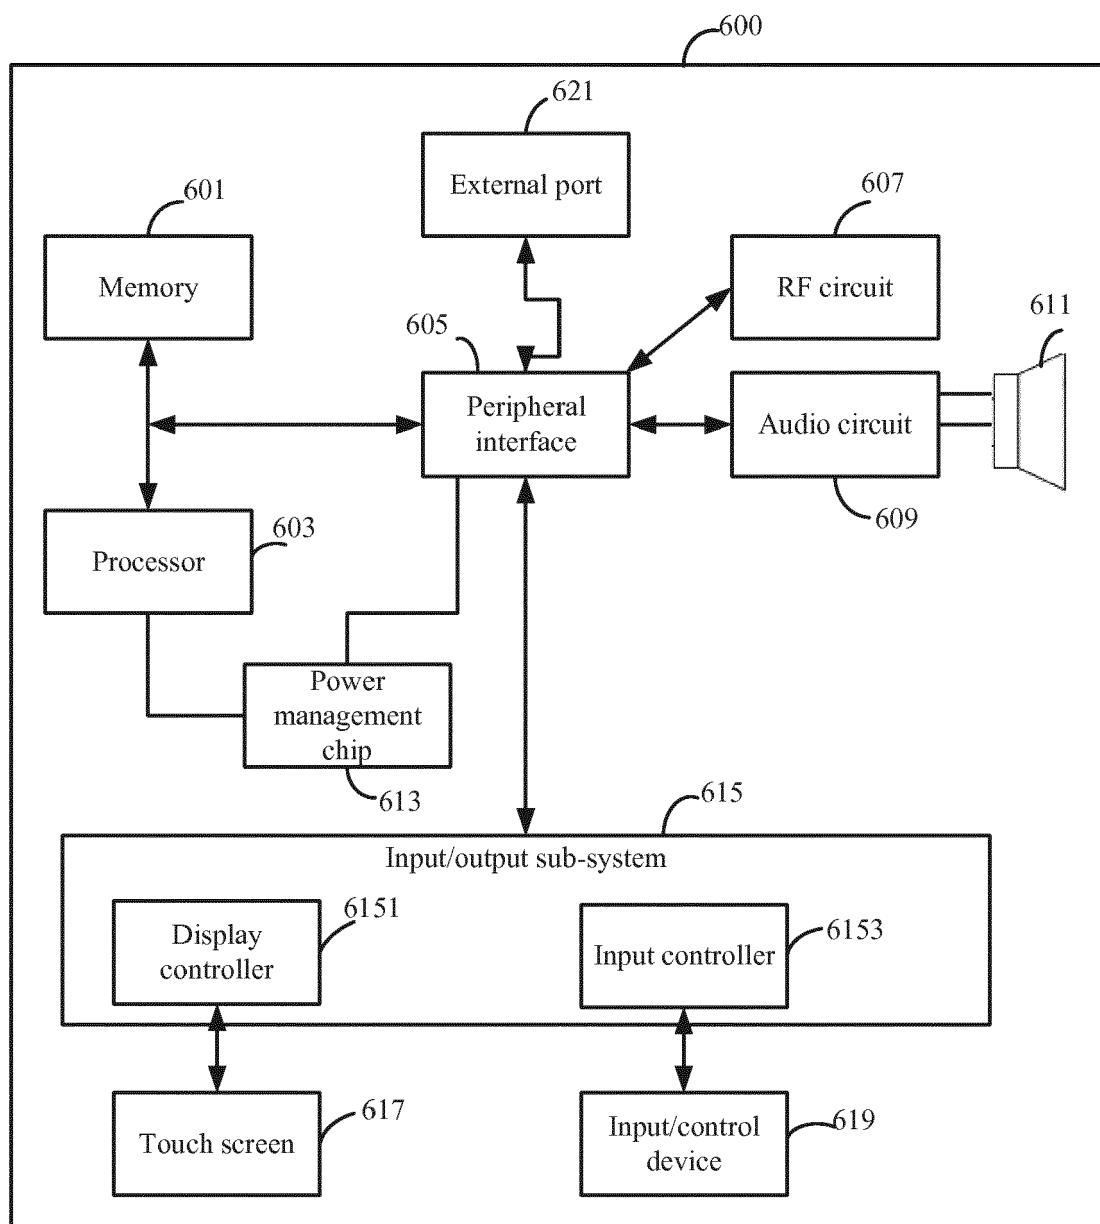 600
621
External port
601
607
Memory
RF circuit
611
605
Peripheral
interface
Audio circuit
603
609
Processor
Power
management
chip
613
615
Input/output sub-system
6151
Display
controller
6153
Input controller
617
Touch screen
619
Input/control
device